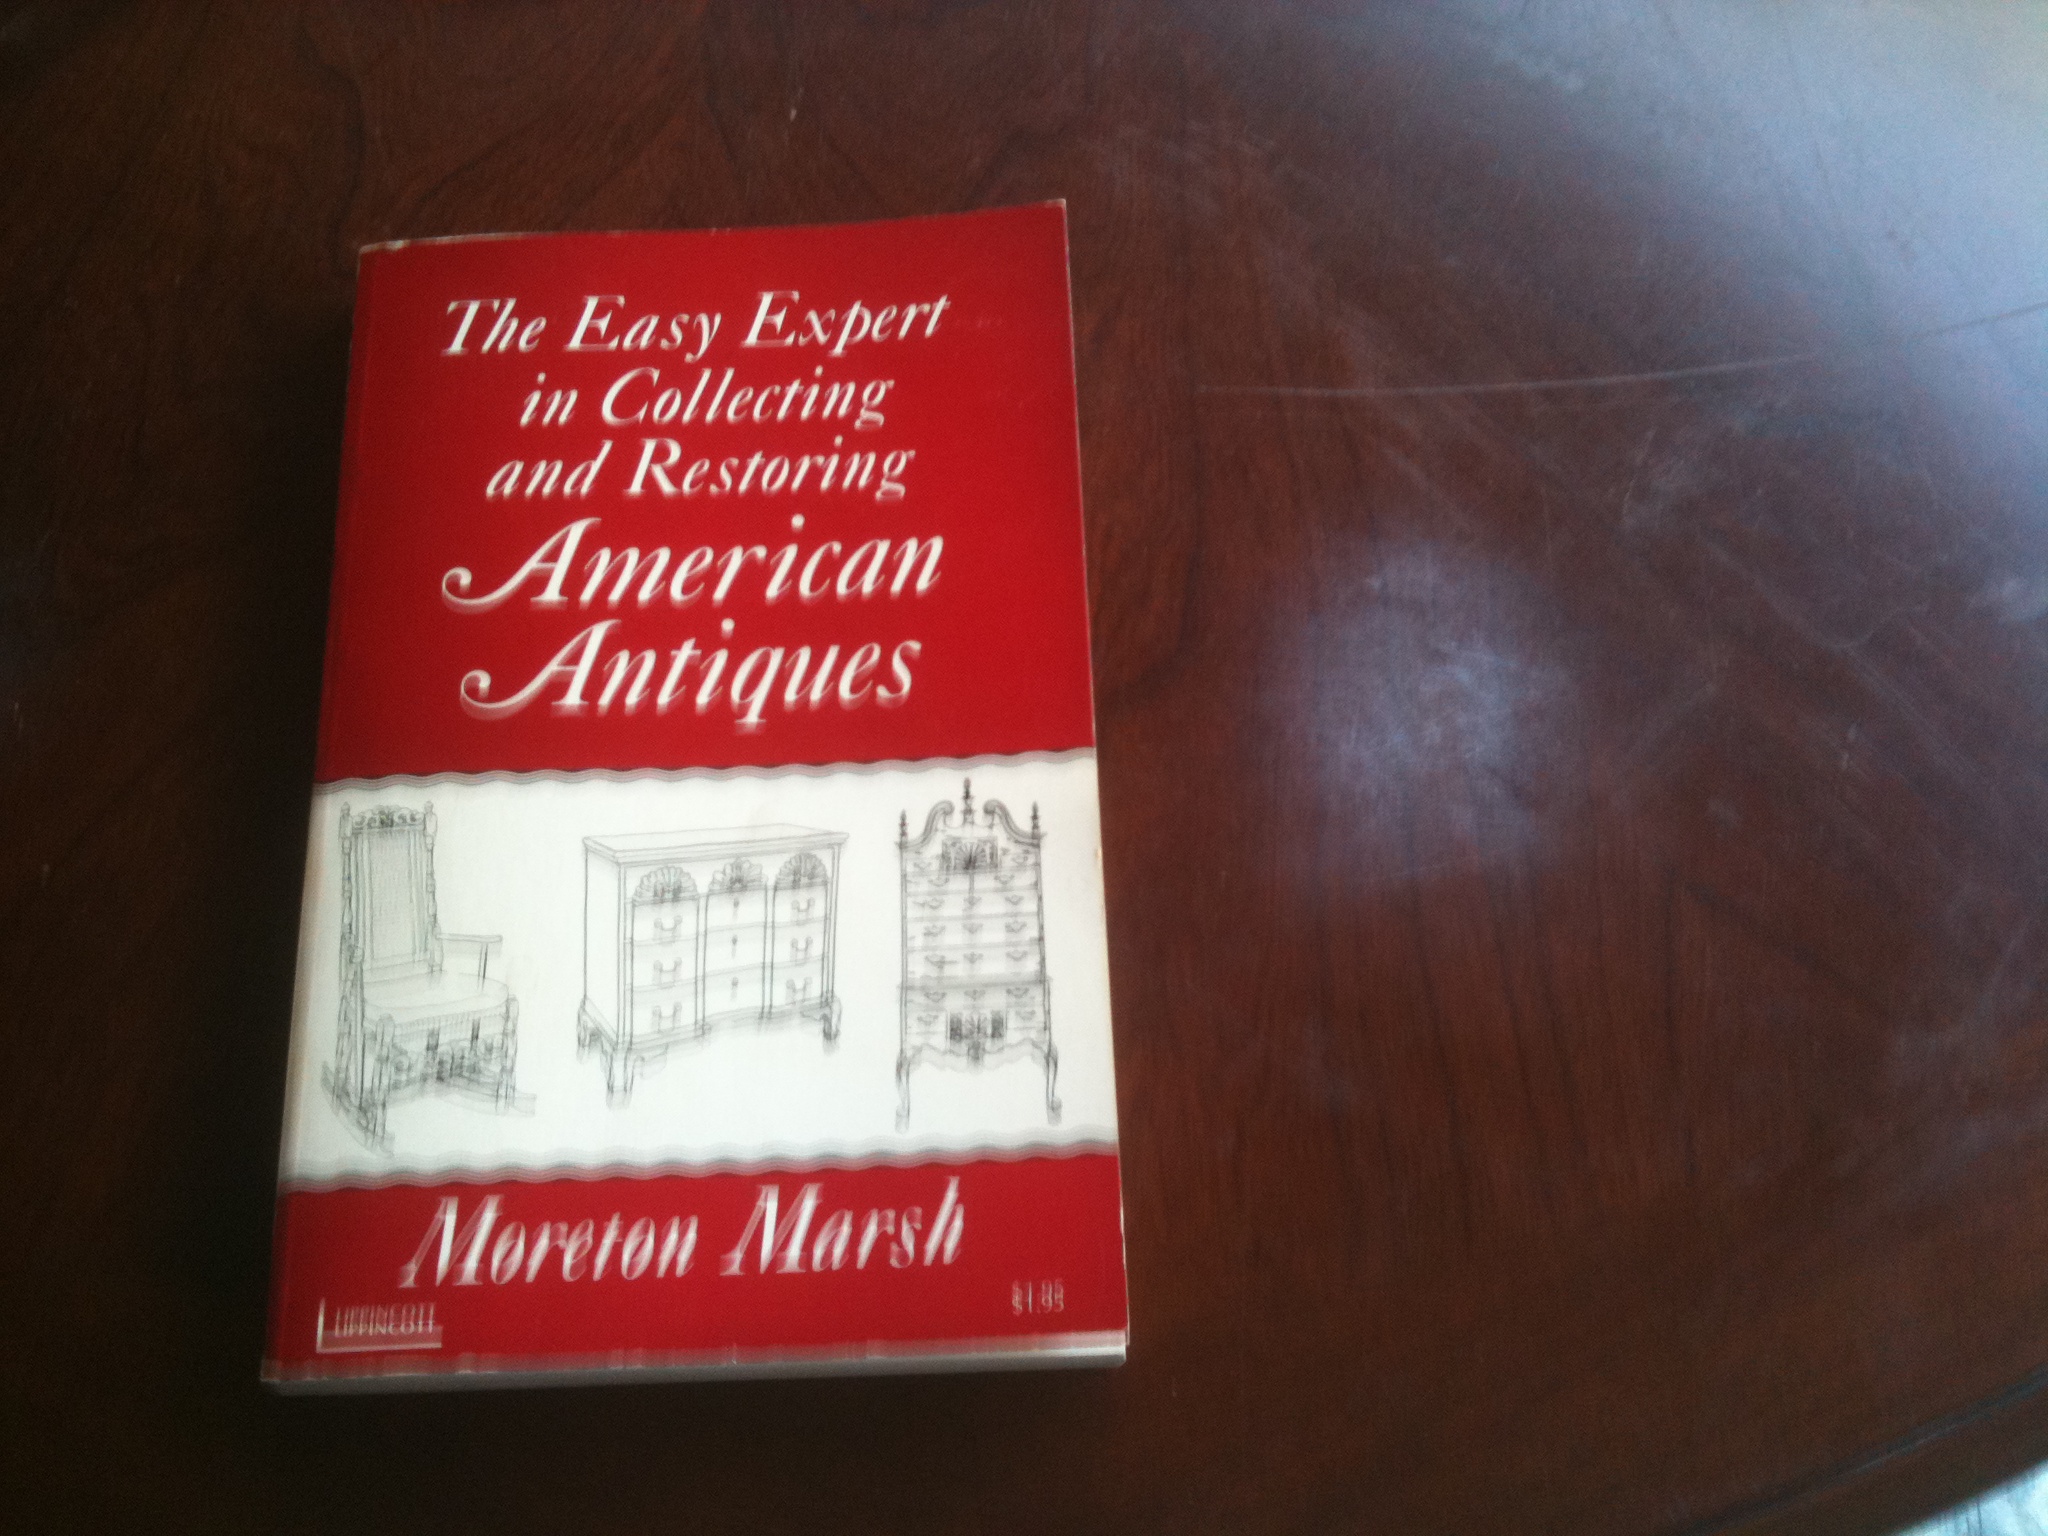 The Easy Expert
in Collecting
and Restoring
American
Antiques
Moreton Marsh
LIPPINCOTT
$1.95